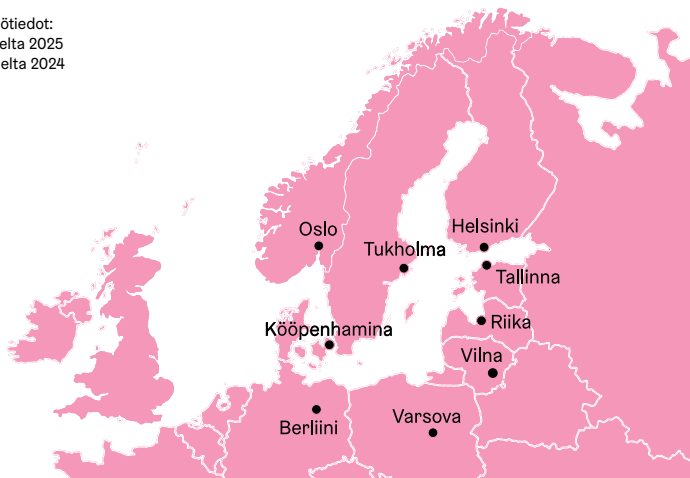 ötiedot:
elta 2025
elta 2024
Oslo
Helsinki
Tukholma
Tallinna
Riika
Kööpenhamina
Vilna
Berliini
Varsova